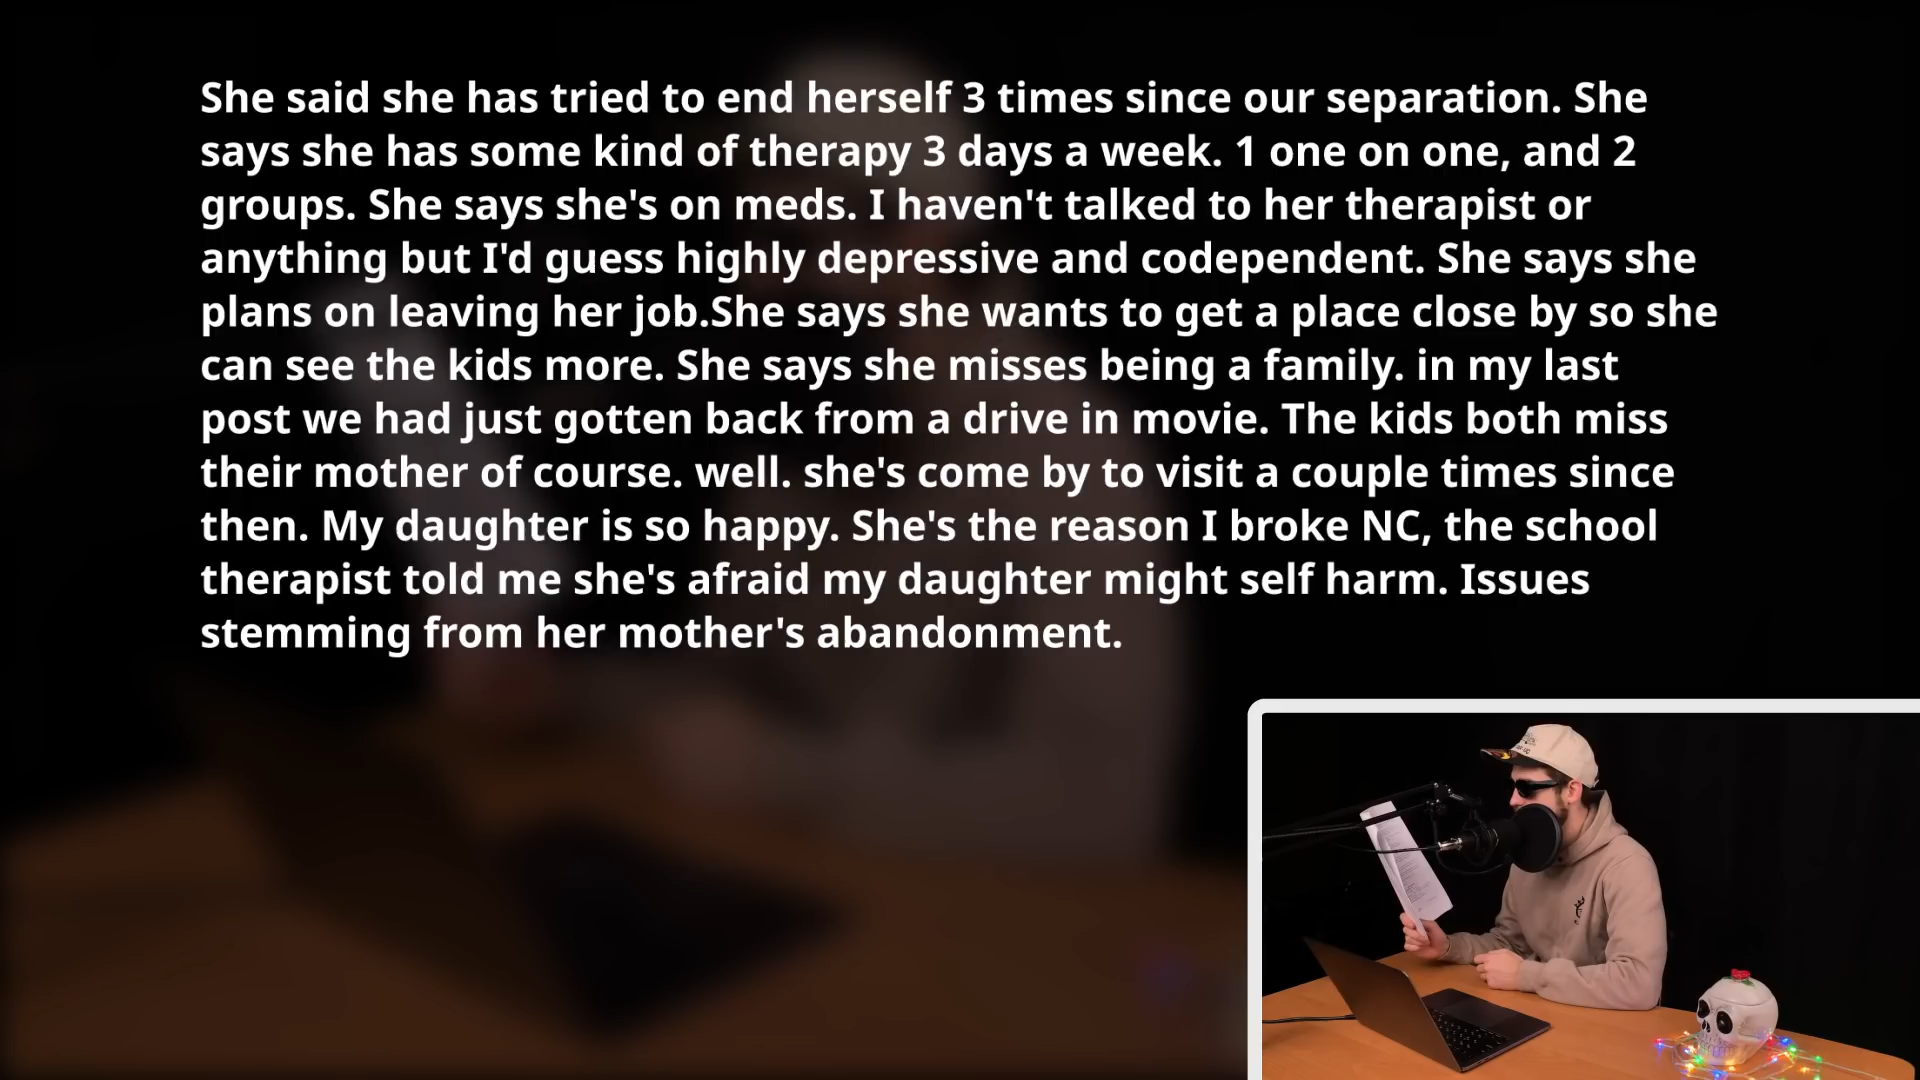 She said she has tried to end herself 3 times since our separation. She
says she has some kind of therapy 3 days a week. 1 one on one, and 2
groups. She says she's on meds. I haven't talked to her therapist or
anything but I'd guess highly depressive and codependent. She says she
plans on leaving her job.She says she wants to get a place close by so she
can see the kids more. She says she misses being a family. in my last
post we had just gotten back from a drive in movie. The kids both miss
their mother of course. well. she's come by to visit a couple times since
then. My daughter is so happy. She's the reason I broke NC, the school
therapist told me she's afraid my daughter might self harm. Issues
stemming from her mother's abandonment.